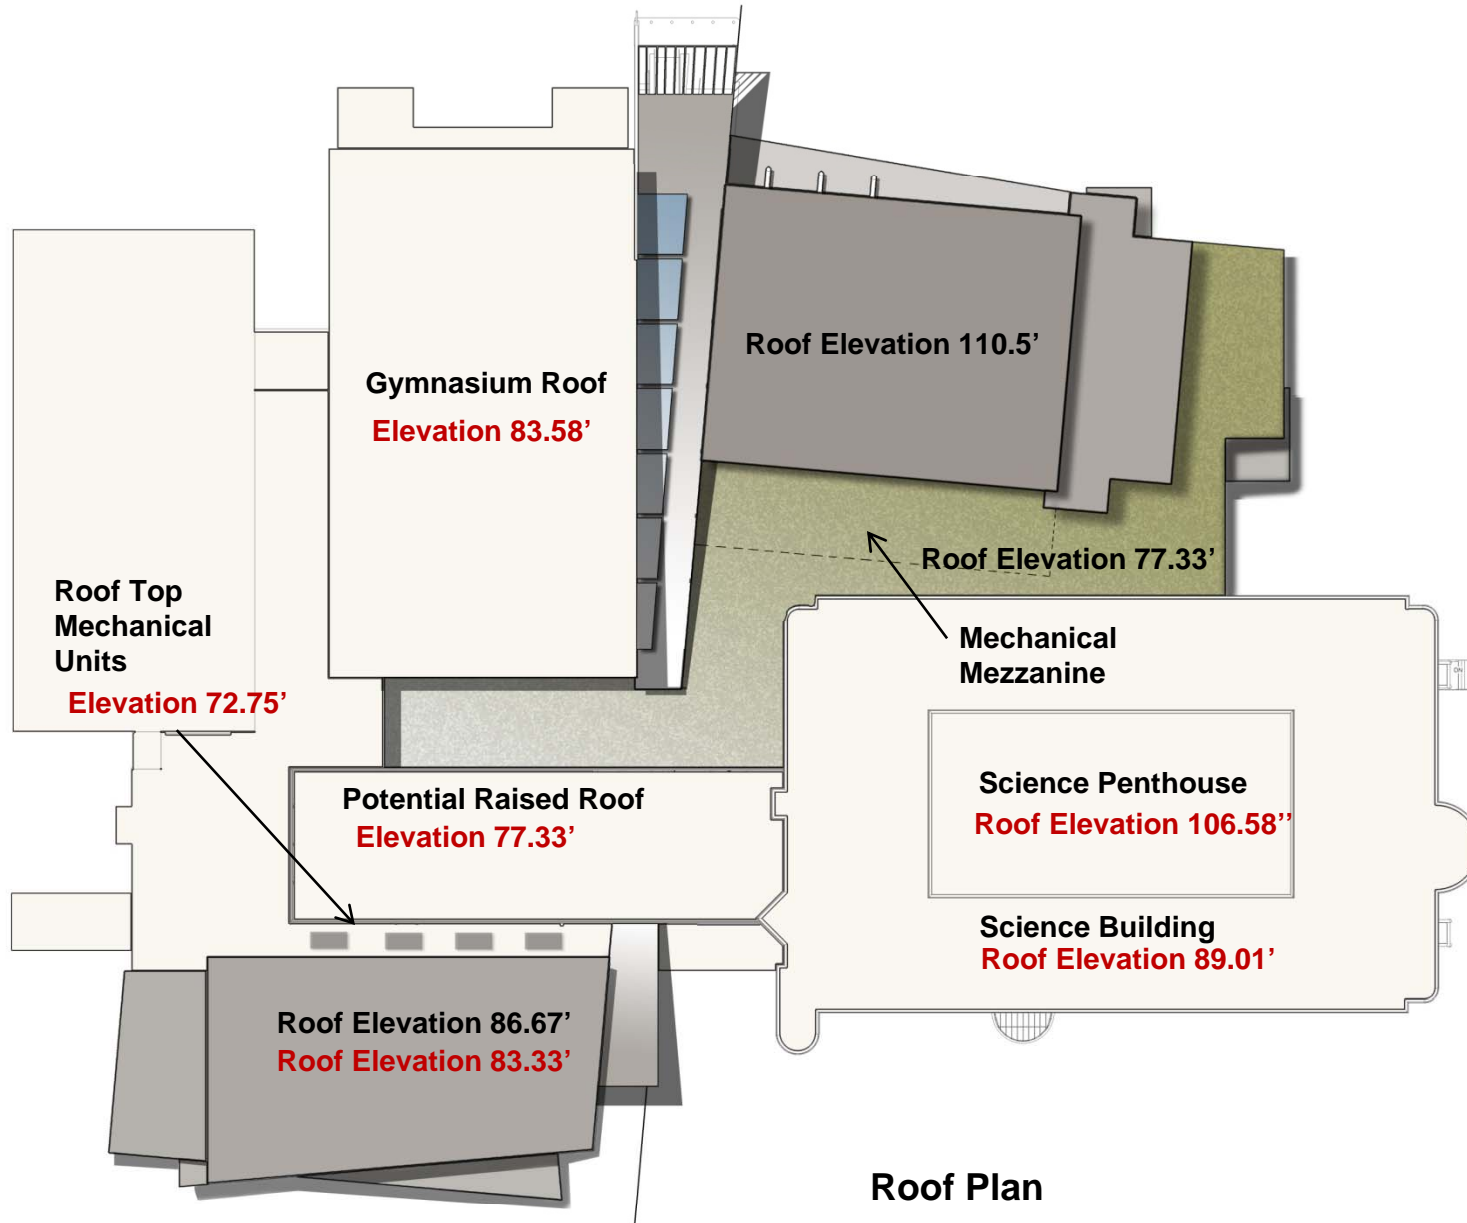 Roof Elevation 110.5’
Gymnasium Roof
Elevation 83.58’
Roof Elevation 77.33’
Roof Top
Mechanical
Units
Elevation 72.75’
Mechanical
Mezzanine
DN
Science Penthouse
Roof Elevation 106.58’’
Potential Raised Roof
Elevation 77.33’
Science Building
Roof Elevation 89.01’
Roof Elevation 86.67’
Roof Elevation 83.33’
Roof Plan